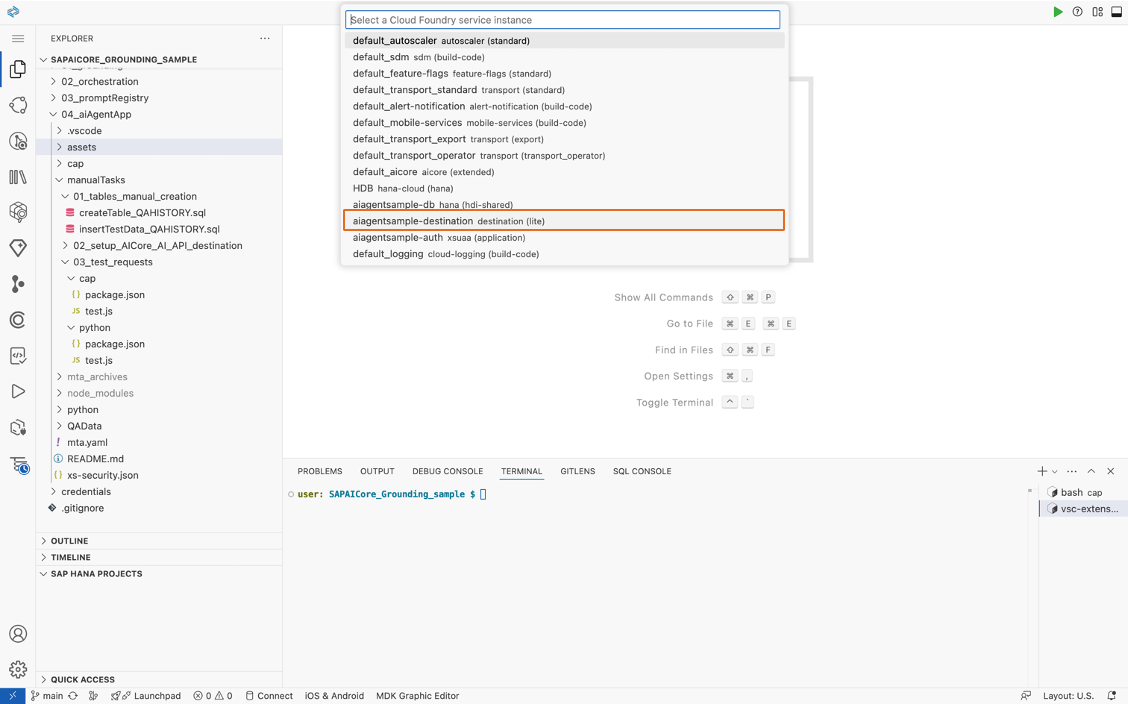 Select a Cloud Foundry service instance
default_autoscaler autoscaler (standard)
default_sdm sdm (build-code)
default_feature-flags feature-flags (standard)
default_transport_standard transport (standard)
default_alert-notification alert-notification (build-code)
default_mobile-services mobile-services (build-code)
default_transport_export transport (export)
default_transport_operator transport (transport_operator)
default_aicore aicore (extended)
HDB hana-cloud (hana)
aiagentsample-db hana (hdi-shared)
aiagentsample-destination destination (lite)
aiagentsample-auth xsuaa (application)
default_logging cloud-logging (build-code)
EXPLORER
SAPAICORE_GROUNDING_SAMPLE
02_orchestration
03_promptRegistry
04_aiAgentApp
.vscode
assets
cap
manualTasks
01_tables_manual_creation
createTable_QAHISTORY.sql
insertTestData_QAHISTORY.sql
02_setup_AICore_AI_API_destination
03_test_requests
cap
{} package.json
JS test.js
python
{} package.json
JS test.js
mta_archives
node_modules
python
QAData
! mta.yaml
README.md
{} xs-security.json
credentials
.gitignore
OUTLINE
TIMELINE
SAP HANA PROJECTS
QUICK ACCESS
Show All Commands ⇧ ⌘ P
Go to File ⌘ E ⌘ E
Find in Files ⇧ ⌘ F
Open Settings ⌘ ,
Toggle Terminal ^ `
PROBLEMS OUTPUT DEBUG CONSOLE TERMINAL GITLENS SQL CONSOLE
user: SAPAICore_Grounding_sample $
bash cap
vsc-extens...
main Launchpad 0 0 Connect iOS & Android MDK Graphic Editor Layout: U.S.